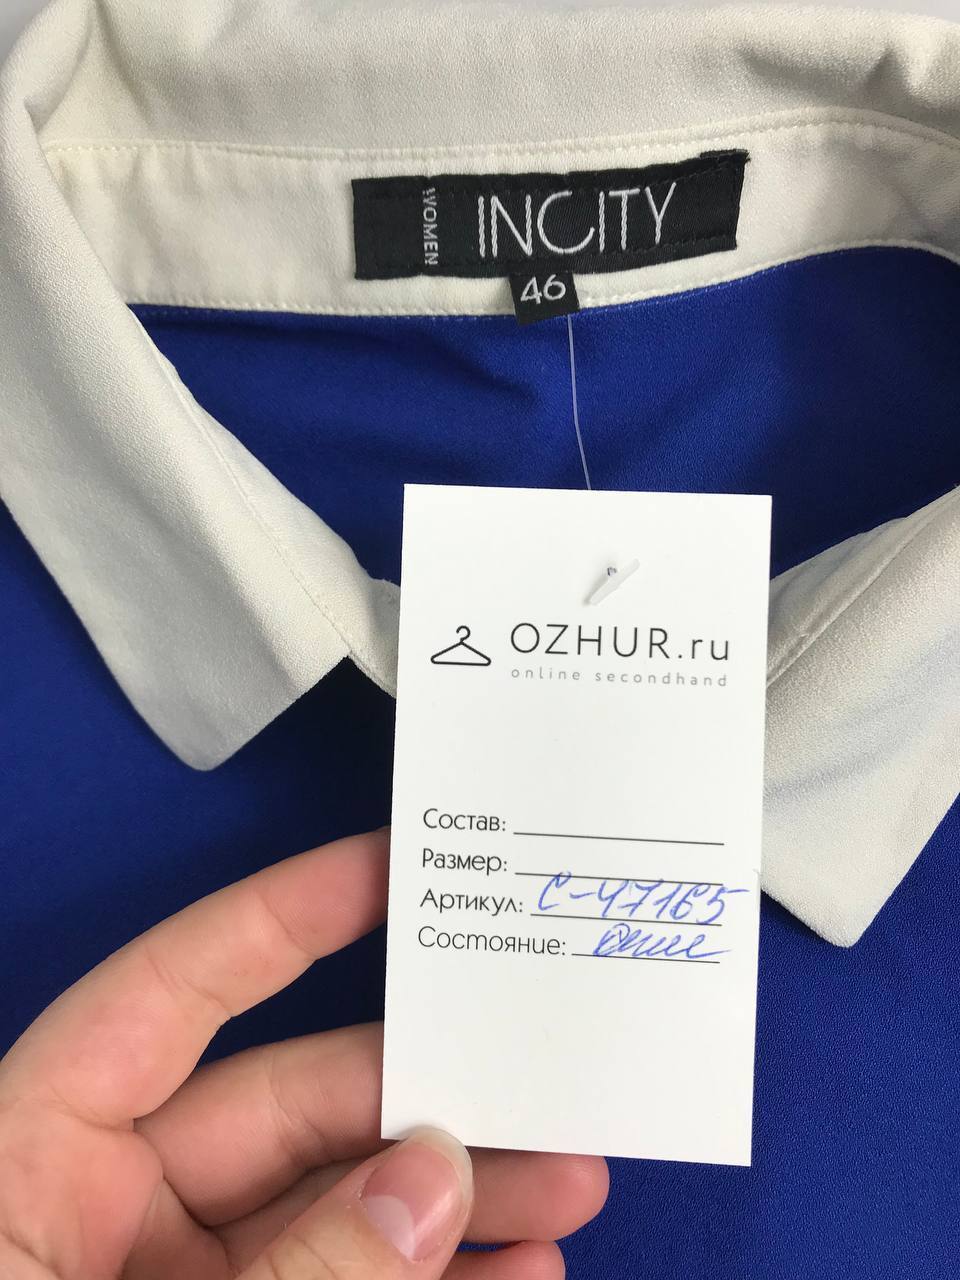 WOMEN
INCITY
46
OZHUR.ru
online secondhand
Состав:
Размер:
Артикул: С-47165
Состояние: